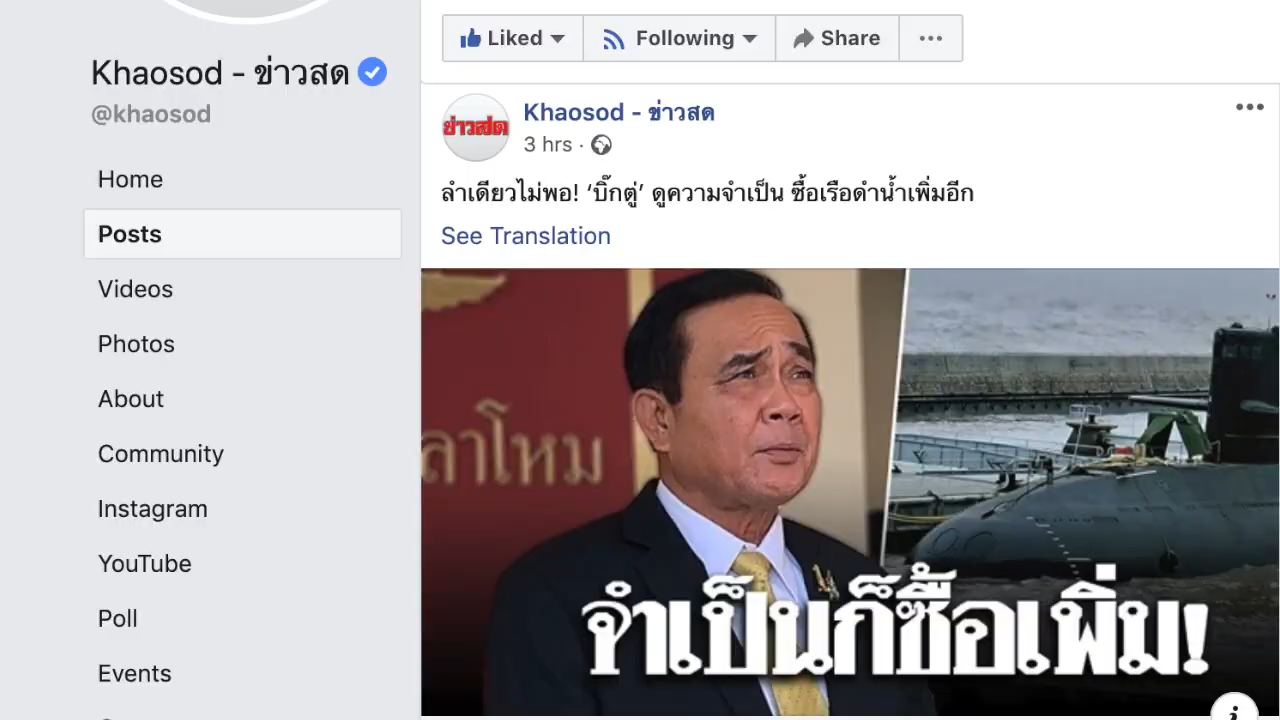 Liked
Following
Share
Khaosod - ข่าวสด
@khaosod
Home
Posts
Videos
Photos
About
Community
Instagram
YouTube
Poll
Events
ข่าวสด
Khaosod - ข่าวสด
3 hrs ·
ลำเดียวไม่พอ! ‘บิ๊กตู่’ ดูความจำเป็น ซื้อเรือดำน้ำเพิ่มอีก
See Translation
ลาโหม
จำเป็นก็ซื้อเพิ่ม!